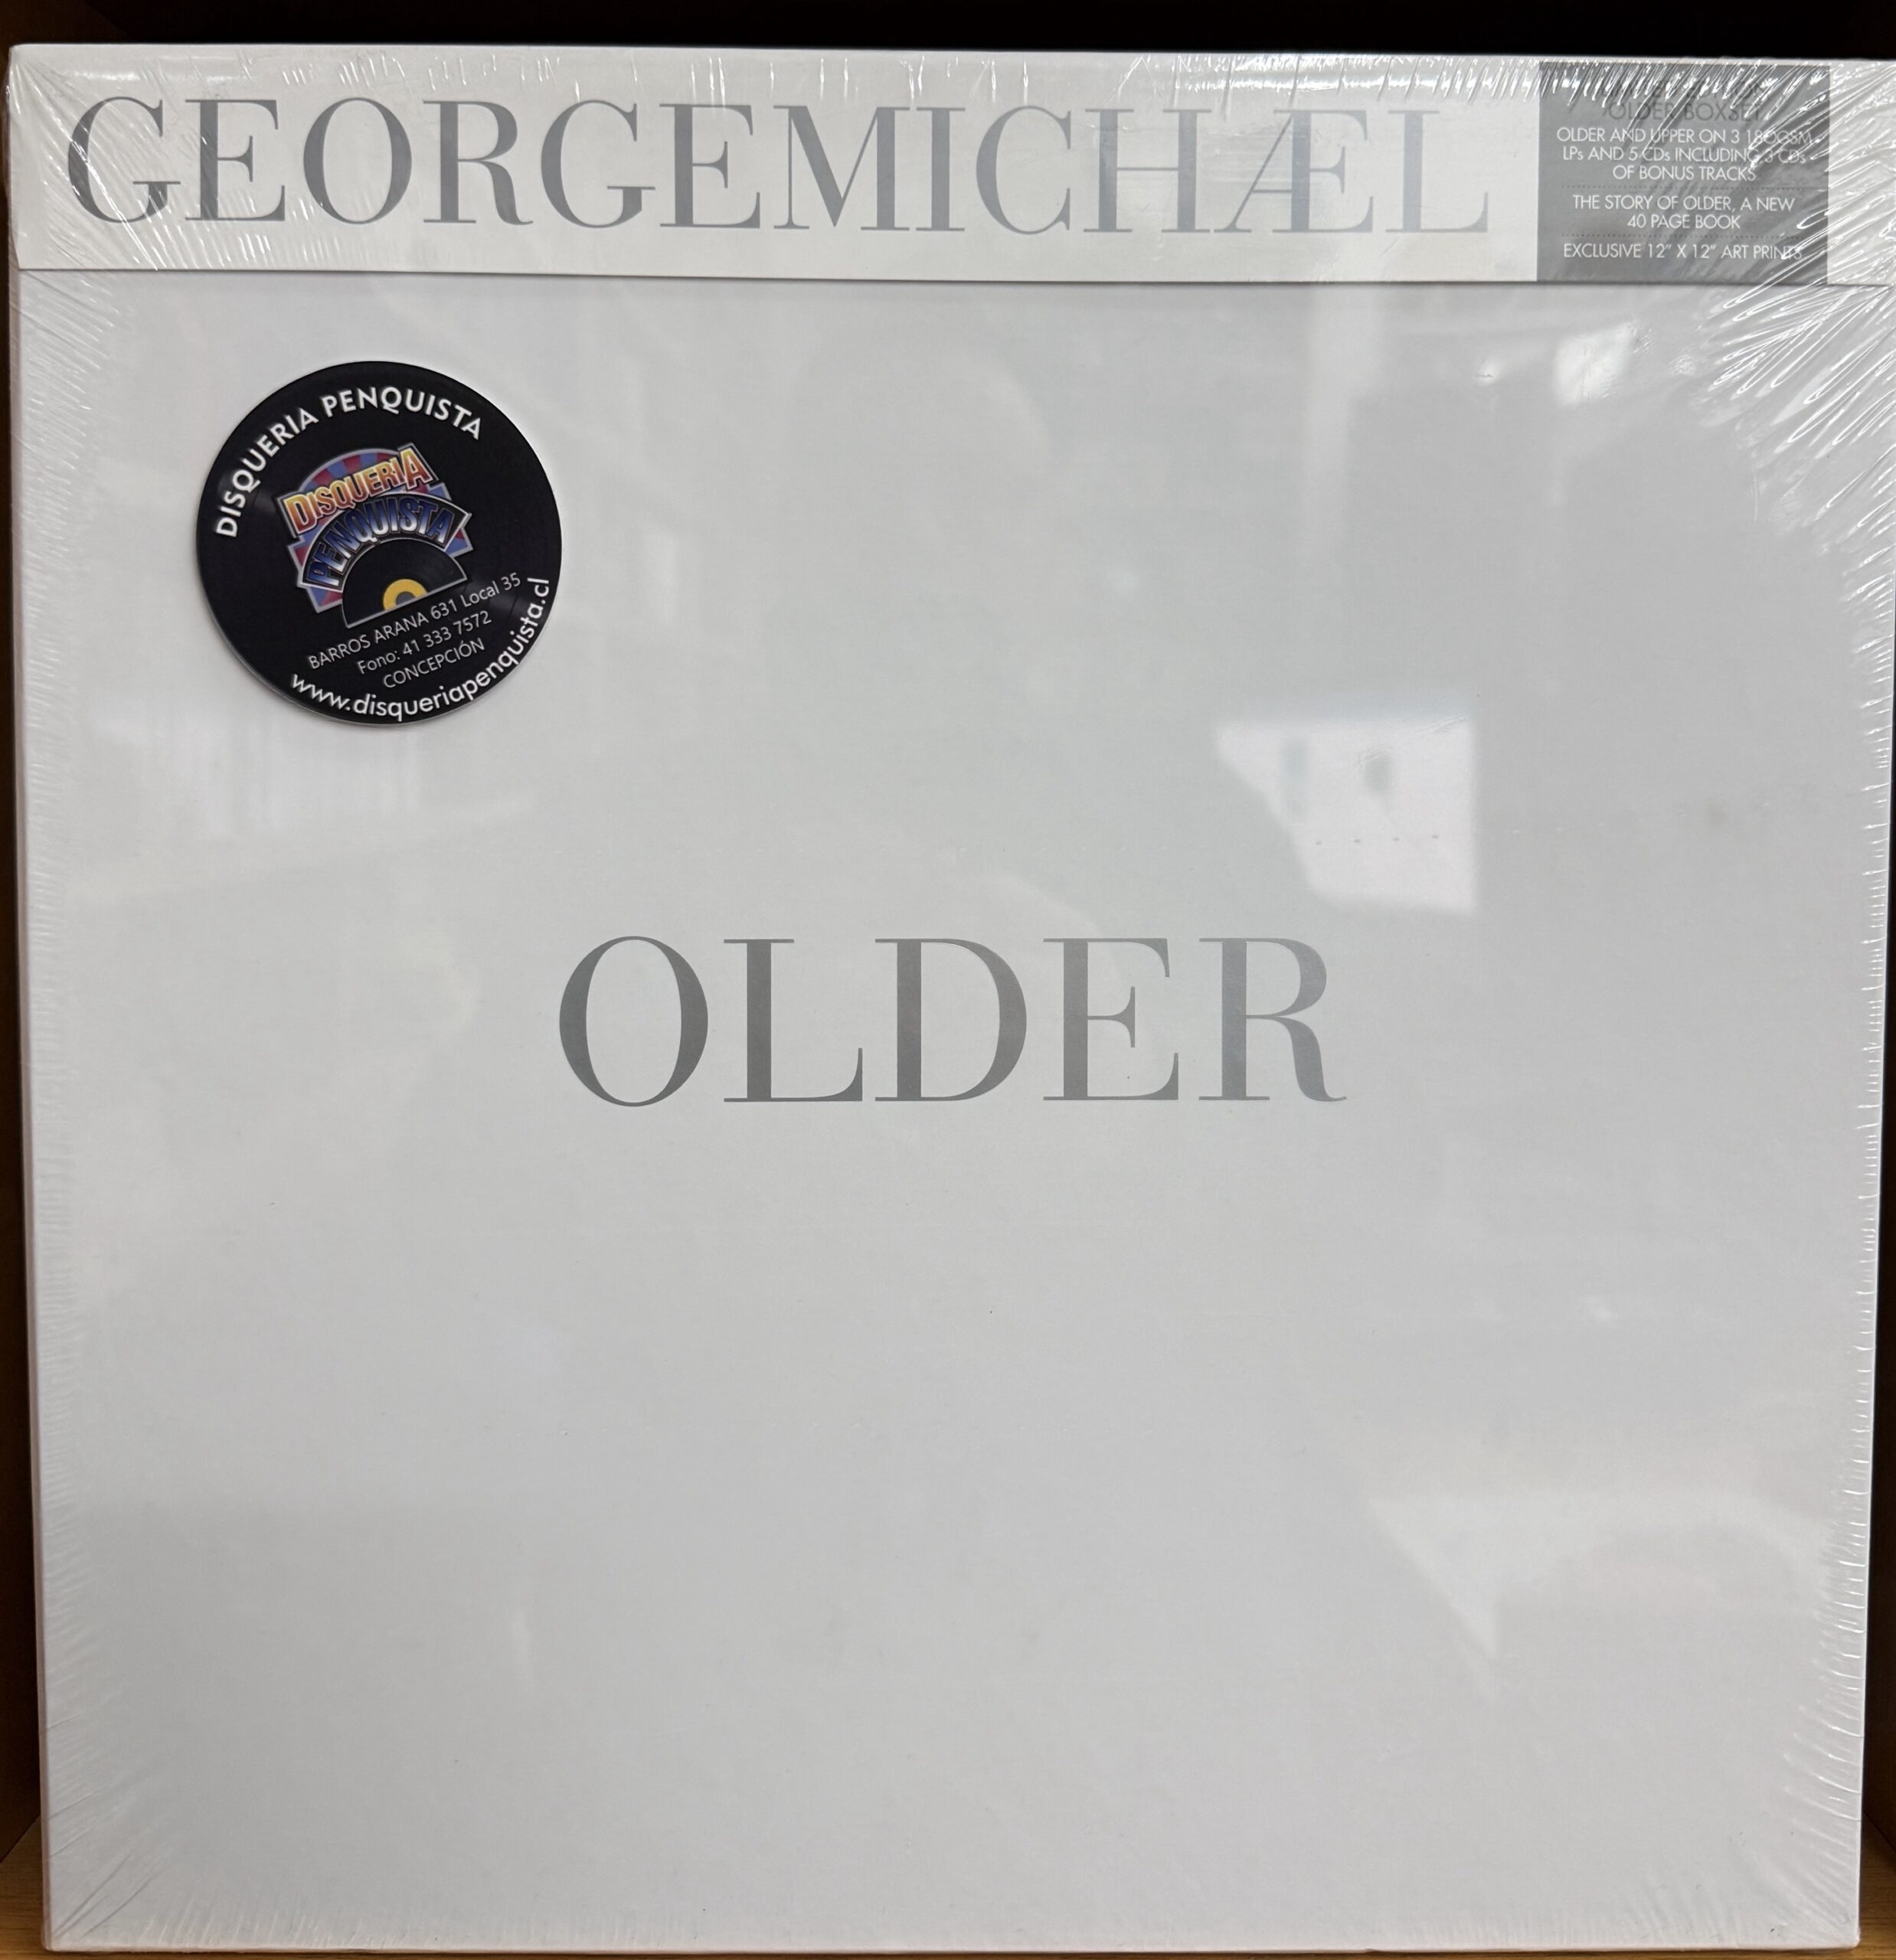 GEORGEMICHÆL
OLDER BOXSET
OLDER AND UPPER ON 3 180GSM
LPs AND 5 CDs INCLUDING 3 CDs
OF BONUS TRACKS
THE STORY OF OLDER, A NEW
40 PAGE BOOK
EXCLUSIVE 12” X 12” ART PRINTS
DISQUERIA PENQUISTA
DISQUERIA
PENQUISTA
BARROS ARANA 631 Local 35
Fono: 41 333 7572
CONCEPCIÓN
www.disqueriapenquista.cl
OLDER